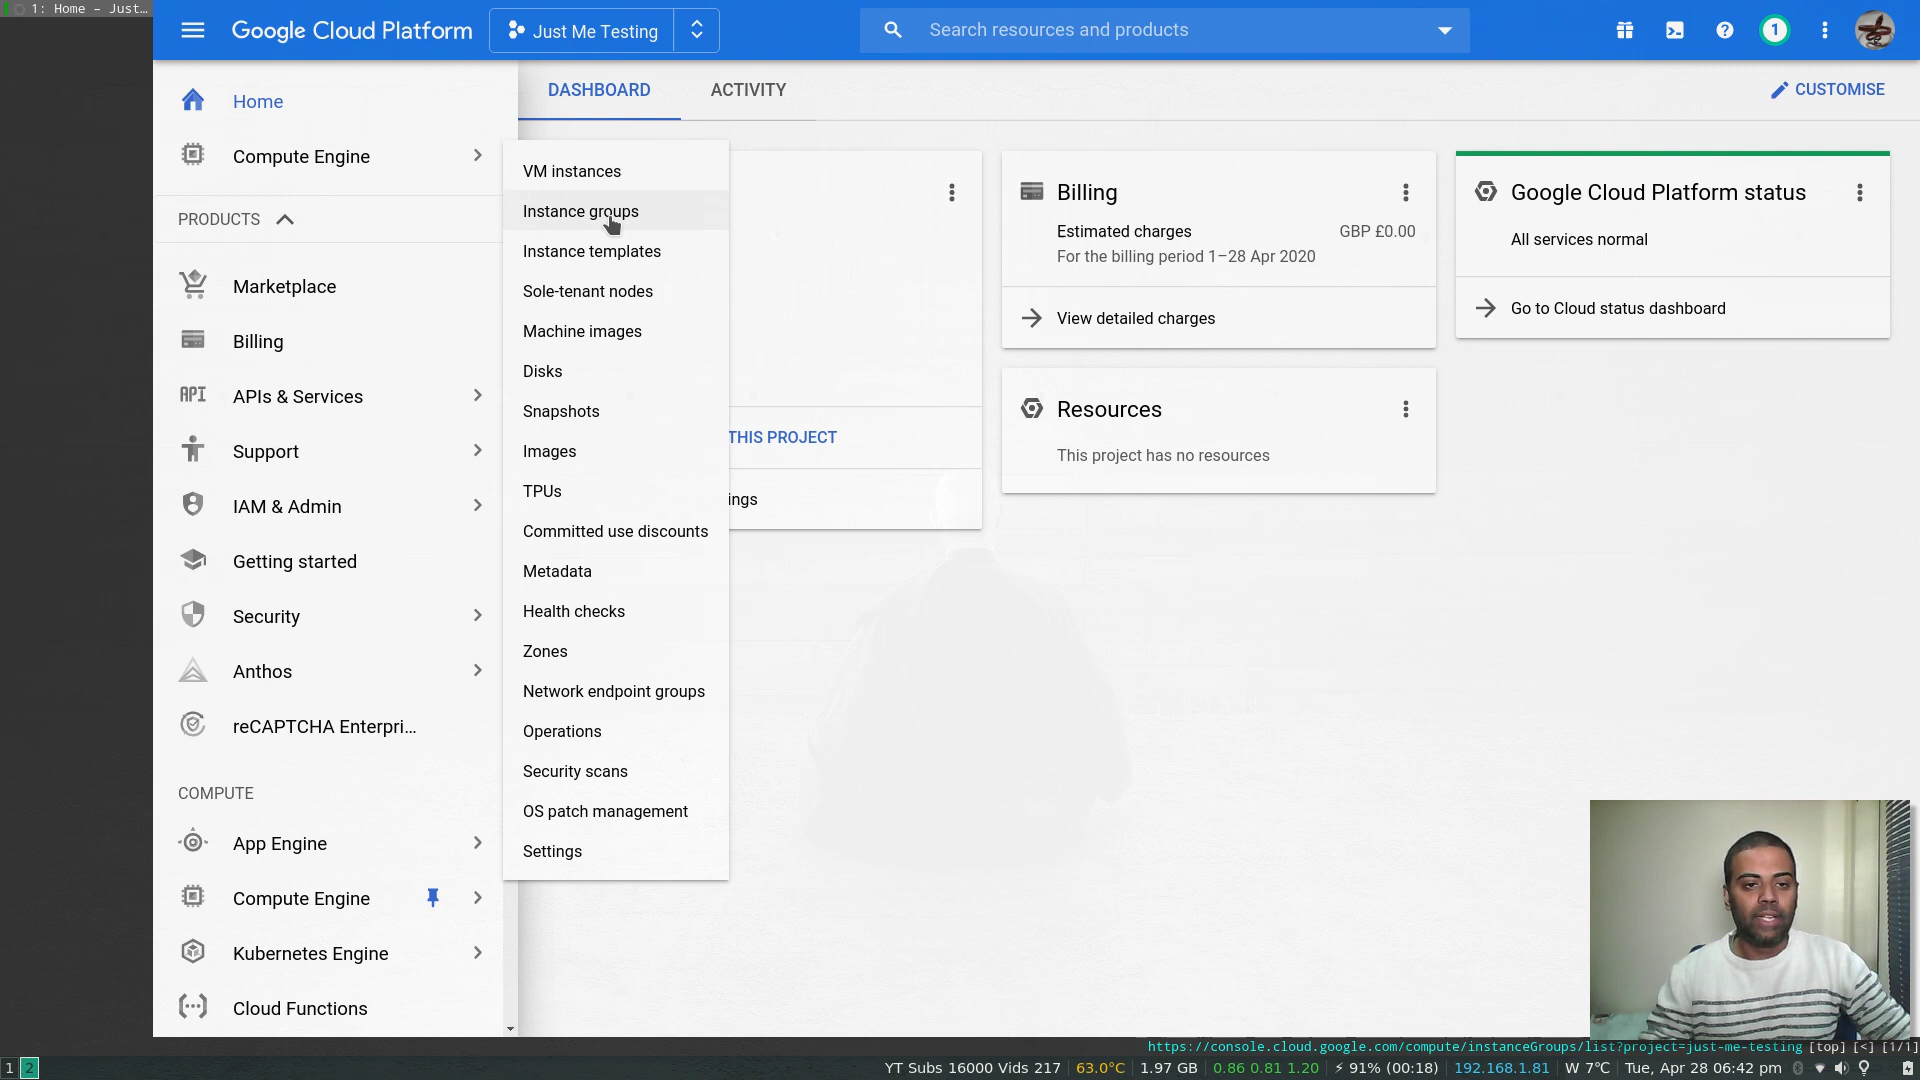 1: Home – Just…
Google Cloud Platform
Just Me Testing
Search resources and products
1
Home
Compute Engine
PRODUCTS
Marketplace
Billing
API
APIs & Services
Support
IAM & Admin
Getting started
Security
Anthos
reCAPTCHA Enterpri…
COMPUTE
App Engine
Compute Engine
Kubernetes Engine
Cloud Functions
VM instances
Instance groups
Instance templates
Sole-tenant nodes
Machine images
Disks
Snapshots
Images
TPUs
Committed use discounts
Metadata
Health checks
Zones
Network endpoint groups
Operations
Security scans
OS patch management
Settings
DASHBOARD
ACTIVITY
CUSTOMISE
THIS PROJECT
ings
Billing
Estimated charges GBP £0.00
For the billing period 1–28 Apr 2020
View detailed charges
Resources
This project has no resources
Google Cloud Platform status
All services normal
Go to Cloud status dashboard
https://console.cloud.google.com/compute/instanceGroups/list?project=just-me-testing [top] [<] [1/1]
1 2 YT Subs 16000 Vids 217 63.0°C 1.97 GB 0.86 0.81 1.20 ⚡ 91% (00:18) 192.168.1.81 W 7°C Tue, Apr 28 06:42 pm